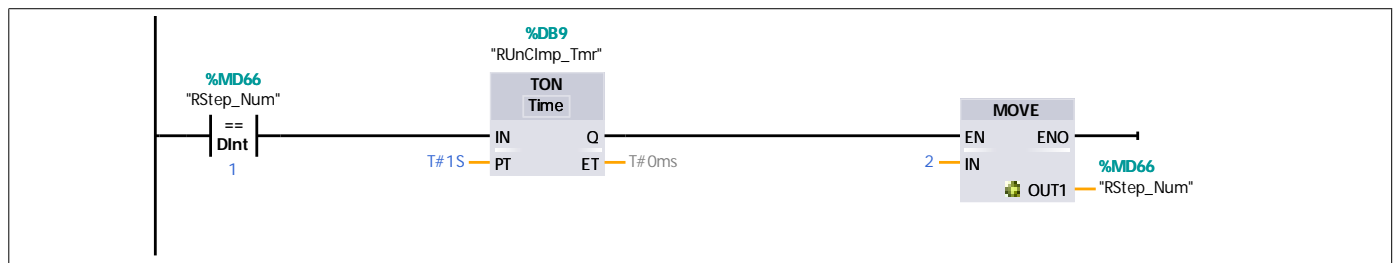 %DB9
"RUnClmp_Tmr"
%MD66
"RStep_Num"
==
DInt
1
TON
Time
IN
Q
T#1S
PT
ET
T#0ms
MOVE
EN
ENO
2
IN
OUT1
%MD66
"RStep_Num"